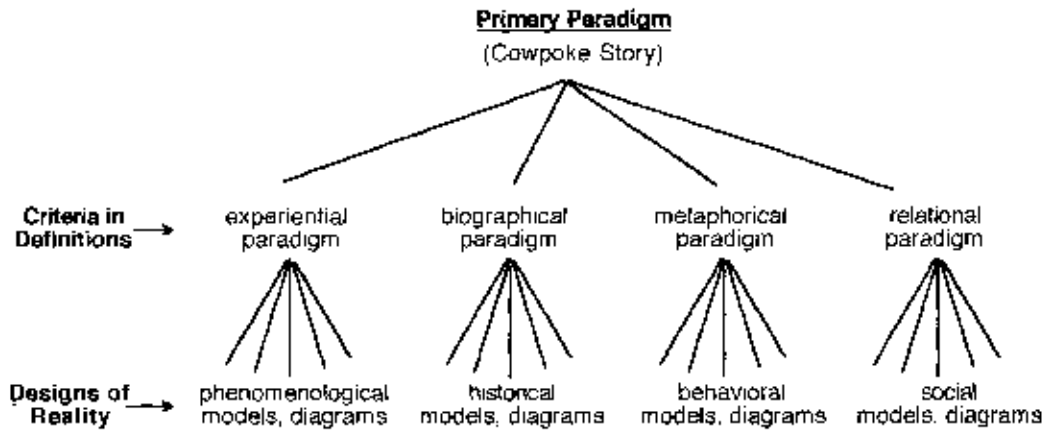 Primary Paradigm
(Cowpoke Story)
Criteria in
Definitions
experiential
paradigm
biographical
paradigm
metaphorical
paradigm
relational
paradigm
Designs of
Reality
phenomenological
models, diagrams
historical
models, diagrams
behavioral
models, diagrams
social
models, diagrams